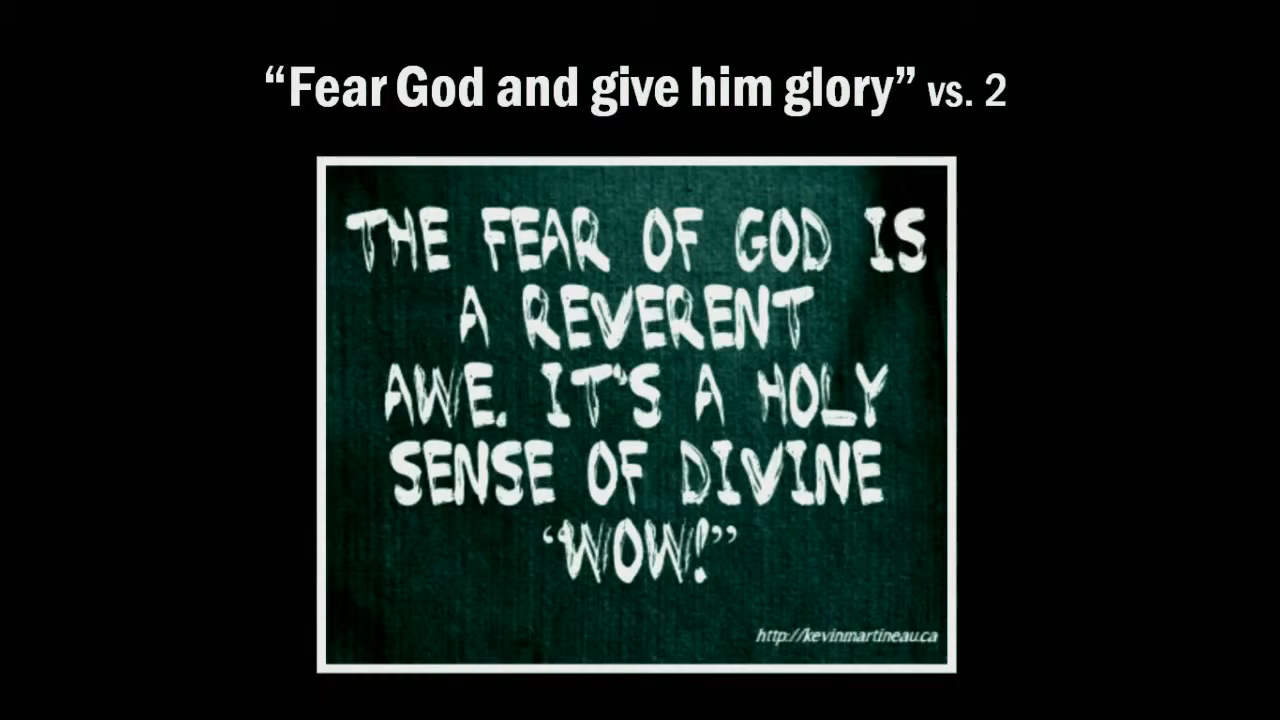 “Fear God and give him glory” vs. 2
THE FEAR OF GOD IS
A REVERENT
AWE. IT'S A HOLY
SENSE OF DIVINE
“WOW!”
http://kevinmartineau.ca